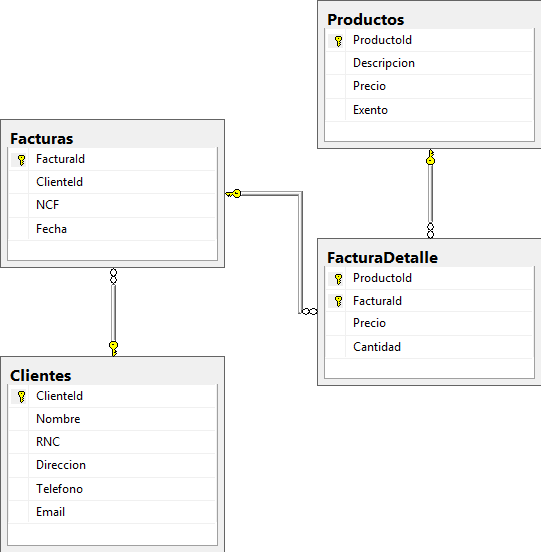 Productos
ProductoId
Descripcion
Precio
Exento
Facturas
FacturaId
ClienteId
NCF
Fecha
FacturaDetalle
ProductoId
FacturaId
Precio
Cantidad
Clientes
ClienteId
Nombre
RNC
Direccion
Telefono
Email